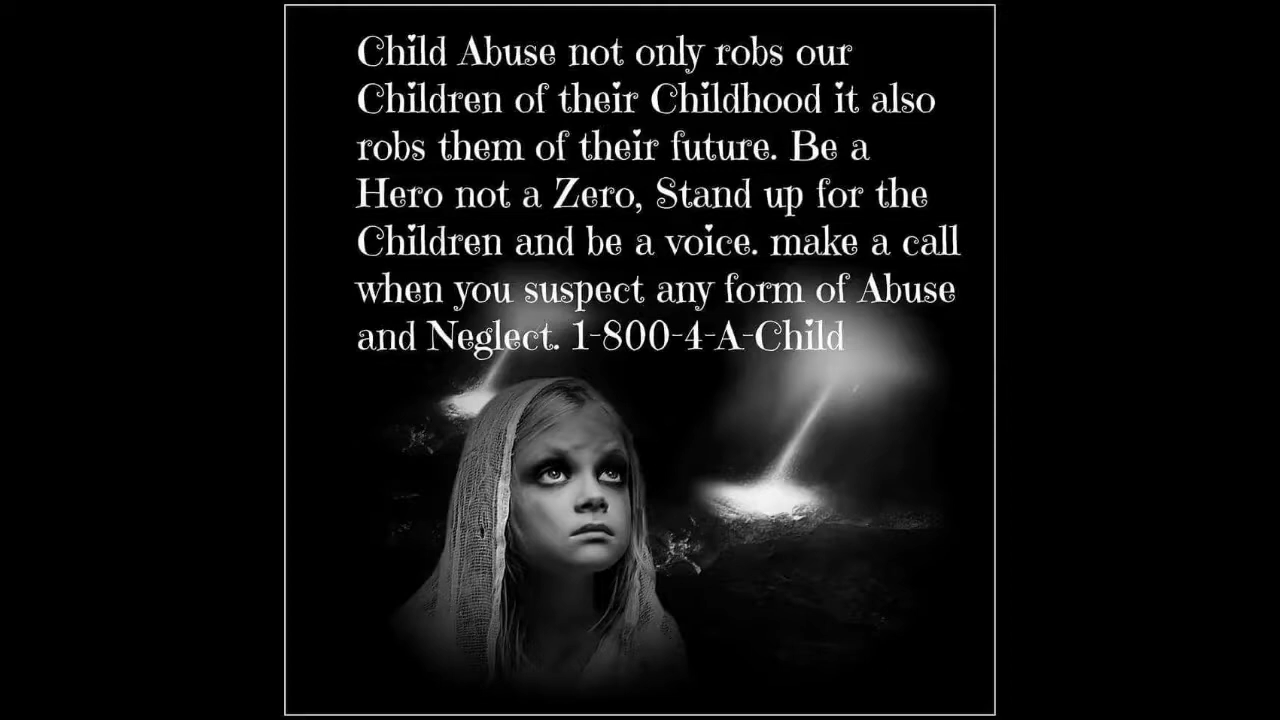 Child Abuse not only robs our
Children of their Childhood it also
robs them of their future. Be a
Hero not a Zero, Stand up for the
Children and be a voice. make a call
when you suspect any form of Abuse
and Neglect. 1-800-4-A-Child